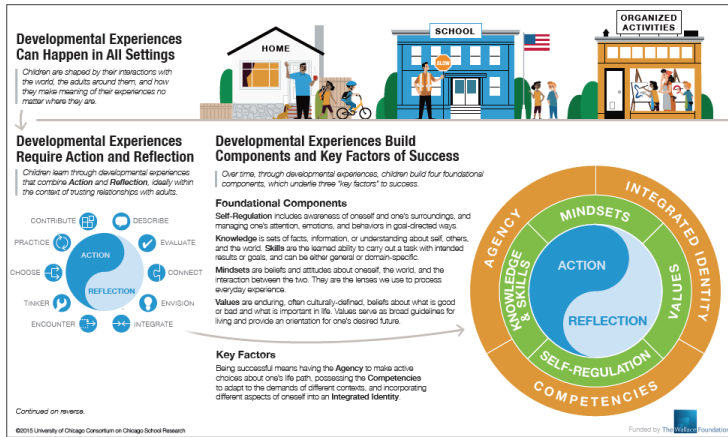 Developmental Experiences
Can Happen in All Settings
Children are shaped by their interactions with
the world, the adults around them, and how
they make meaning of their experiences no
matter where they are.
HOME
SCHOOL
SLOW
ORGANIZED
ACTIVITIES
Developmental Experiences
Require Action and Reflection
Children learn through developmental experiences
that combine Action and Reflection, ideally within
the context of trusting relationships with adults.
CONTRIBUTE
DESCRIBE
PRACTICE
EVALUATE
CHOOSE
CONNECT
TINKER
ENVISION
ENCOUNTER
INTEGRATE
ACTION
REFLECTION
Developmental Experiences Build
Components and Key Factors of Success
Over time, through developmental experiences, children build four foundational
components, which underlie three "key factors" to success.
Foundational Components
Self-Regulation includes awareness of oneself and one's surroundings, and
managing one's attention, emotions, and behaviors in goal-directed ways.
Knowledge is sets of facts, information, or understanding about self, others,
and the world. Skills are the learned ability to carry out a task with intended
results or goals, and can be either general or domain-specific.
Mindsets are beliefs and attitudes about oneself, the world, and the
interaction between the two. They are the lenses we use to process
everyday experience.
Values are enduring, often culturally-defined, beliefs about what is good
or bad and what is important in life. Values serve as broad guidelines for
living and provide an orientation for one's desired future.
Key Factors
Being successful means having the Agency to make active
choices about one's life path, possessing the Competencies
to adapt to the demands of different contexts, and incorporating
different aspects of oneself into an Integrated Identity.
AGENCY
INTEGRATED IDENTITY
COMPETENCIES
MINDSETS
KNOWLEDGE
& SKILLS
VALUES
SELF-REGULATION
ACTION
REFLECTION
Continued on reverse.
©2015 University of Chicago Consortium on Chicago School Research
Funded by The Wallace Foundation